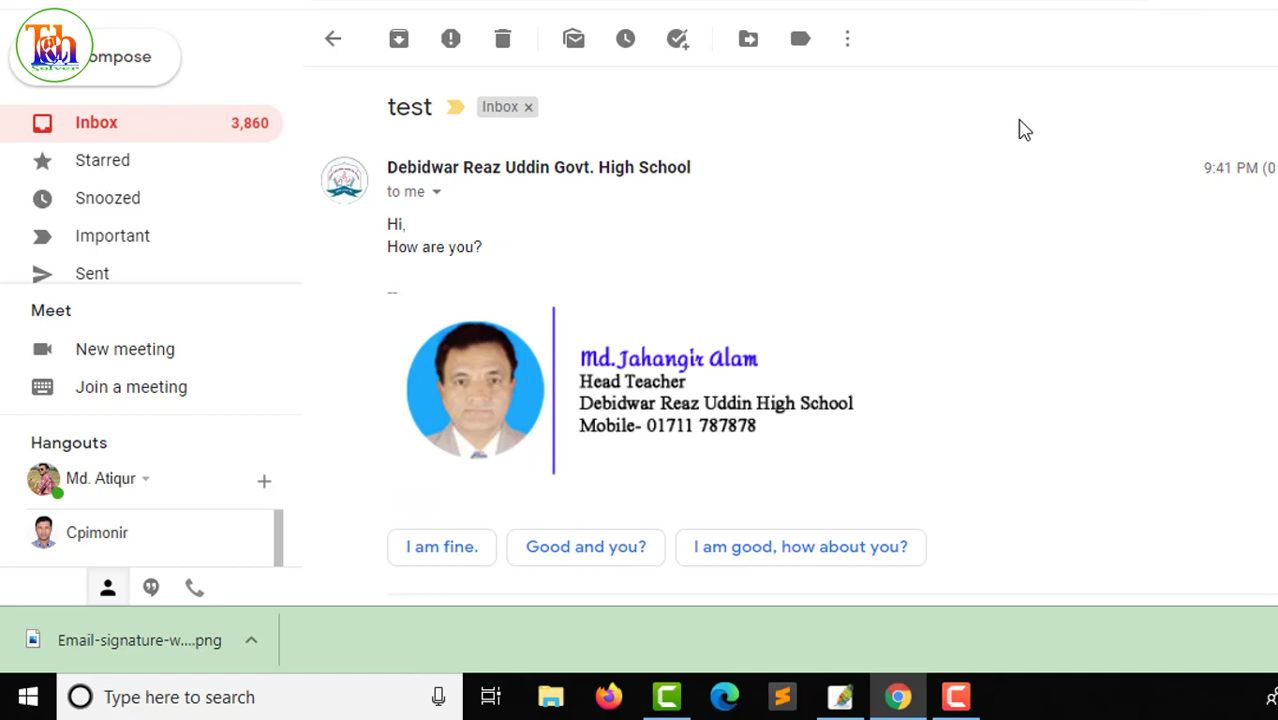 Tech
Solver
ompose
Inbox 3,860
Starred
Snoozed
Important
Sent
Meet
New meeting
Join a meeting
Hangouts
Md. Atiqur
Cpimonir
test
Inbox ×
Debidwar Reaz Uddin Govt. High School
9:41 PM (0
to me
Hi,
How are you?
--
Md.Jahangir Alam
Head Teacher
Debidwar Reaz Uddin High School
Mobile- 01711 787878
I am fine.
Good and you?
I am good, how about you?
Email-signature-w....png
Type here to search